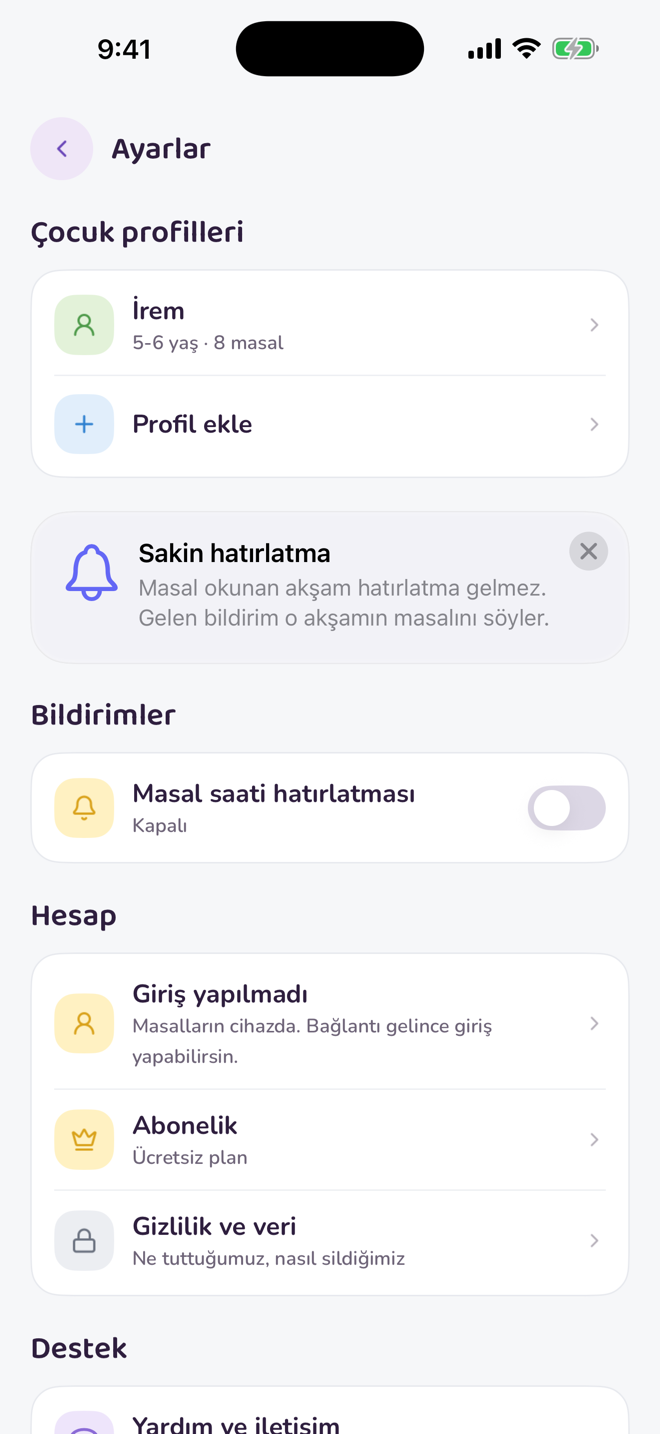 9:41
Ayarlar
Çocuk profilleri
İrem
5-6 yaş · 8 masal
Profil ekle
Sakin hatırlatma
Masal okunan akşam hatırlatma gelmez.
Gelen bildirim o akşamın masalını söyler.
Bildirimler
Masal saati hatırlatması
Kapalı
Hesap
Giriş yapılmadı
Masalların cihazda. Bağlantı gelince giriş
yapabilirsin.
Abonelik
Ücretsiz plan
Gizlilik ve veri
Ne tuttuğumuz, nasıl sildiğimiz
Destek
Yardım ve iletişim